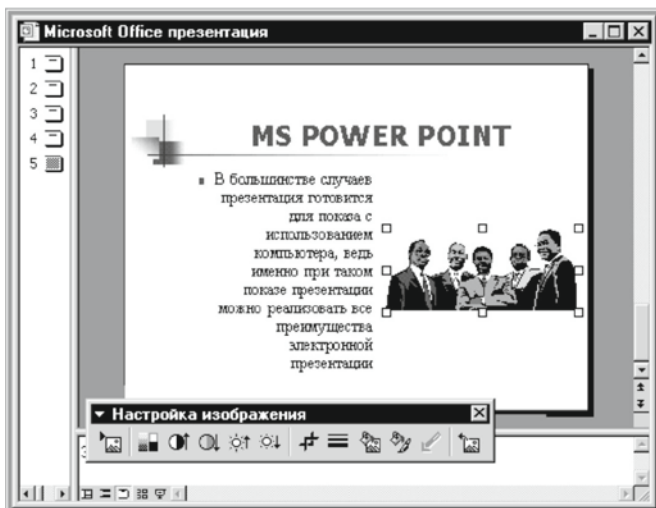 Microsoft Office презентация
1
2
3
4
5
MS POWER POINT
В большинстве случаев
презентация готовится
для показа с
использованием
компьютера, ведь
именно при таком
показе презентации
можно реализовать все
преимущества
электронной
презентации
Настройка изображения